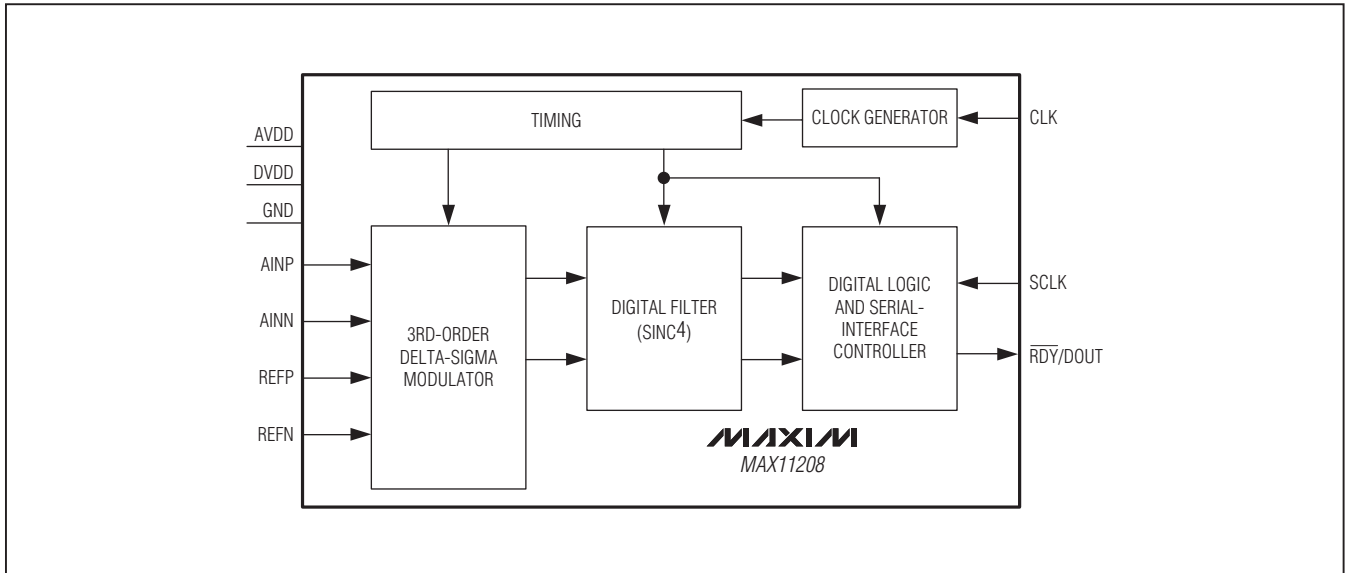 TIMING
CLOCK GENERATOR
CLK
AVDD
DVDD
GND
AINP
AINN
REFP
REFN
3RD-ORDER
DELTA-SIGMA
MODULATOR
DIGITAL FILTER
(SINC4)
DIGITAL LOGIC
AND SERIAL-
INTERFACE
CONTROLLER
SCLK
R̅D̅Y̅/DOUT
MAXIM
MAX11208